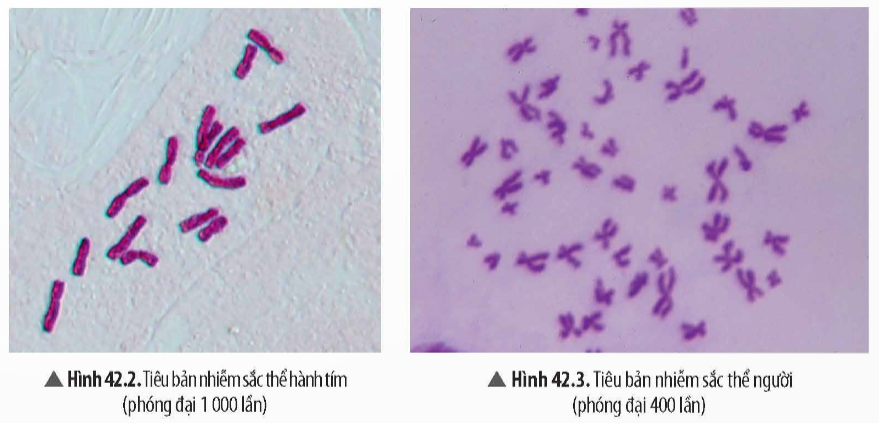 ▲ Hình 42.2. Tiêu bản nhiễm sắc thể hành tím
(phóng đại 1 000 lần)
▲ Hình 42.3. Tiêu bản nhiễm sắc thể người
(phóng đại 400 lần)